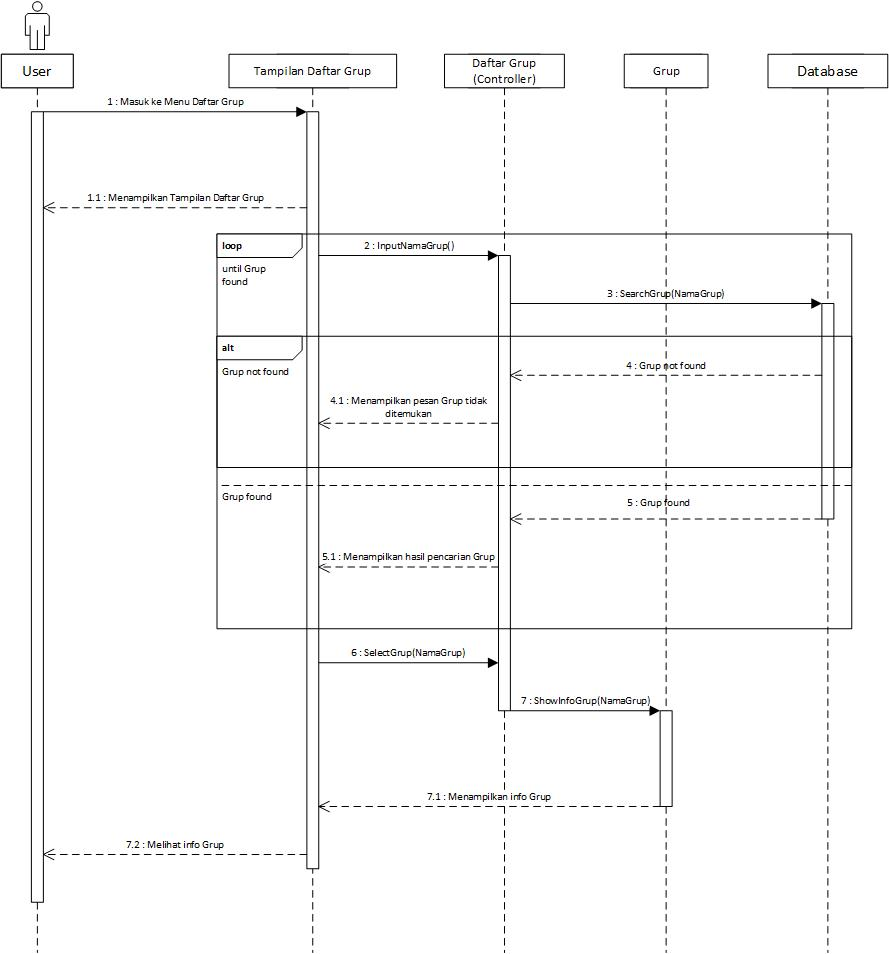 User
Tampilan Daftar Grup
Daftar Grup
(Controller)
Grup
Database
1 : Masuk ke Menu Daftar Grup
1.1 : Menampilkan Tampilan Daftar Grup
loop
until Grup
found
2 : InputNamaGrup()
3 : SearchGrup(NamaGrup)
alt
Grup not found
4 : Grup not found
4.1 : Menampilkan pesan Grup tidak
ditemukan
Grup found
5 : Grup found
5.1 : Menampilkan hasil pencarian Grup
6 : SelectGrup(NamaGrup)
7 : ShowInfoGrup(NamaGrup)
7.1 : Menampilkan info Grup
7.2 : Melihat info Grup